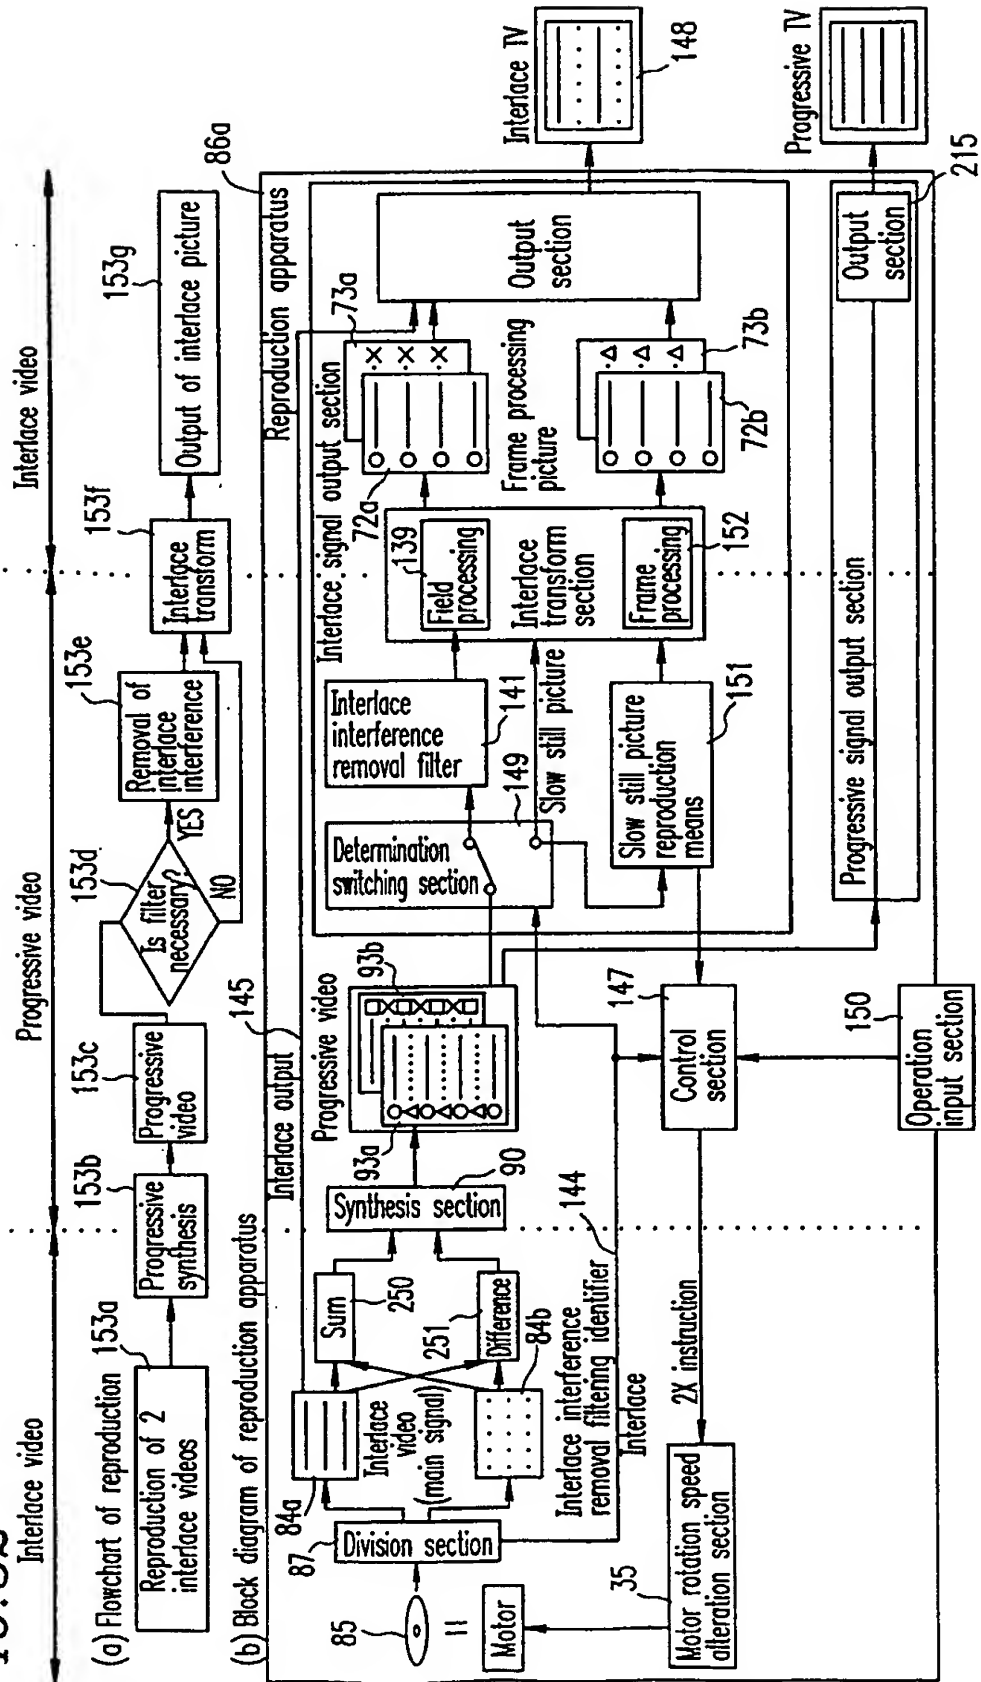 Interlace video
Progressive video
Interlace video
(a) Flowchart of reproduction
153a
Reproduction of 2
interlace videos
153b
Progressive
synthesis
153c
Progressive
video
153d
Is filter
necessary?
YES
NO
153e
Removal of
interlace
interference
153f
Interlace
transform
153g
Output of interlace picture
(b) Block diagram of reproduction apparatus
Interlace output
145
Reproduction apparatus
86a
85
Motor
87
Division section
84a
Interlace
video
(main signal)
84b
Sum
250
251
Difference
Synthesis section
90
Progressive video
93a
93b
Interlace interference
removal filtering identifier
144
Interlace
Determination
switching section
149
Interlace
interference
removal filter
141
Slow still picture
Slow still picture
reproduction
means
151
Interlace signal output section
139
Field
processing
Interlace
transform
section
Frame
processing
152
72a
73a
Frame processing
picture
72b
73b
Output
section
Interlace TV
148
35
Motor rotation speed
alteration section
2X instruction
147
Control
section
150
Operation
input section
Progressive signal output section
Output
section
215
Progressive TV